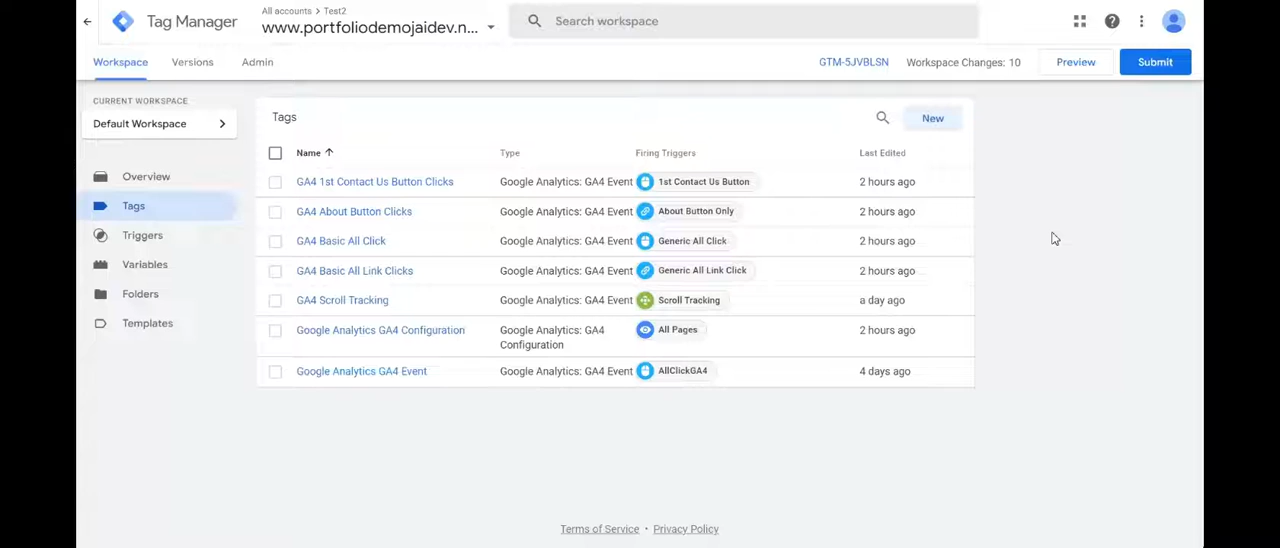 All accounts > Test2
Tag Manager
www.portfoliodemojaidev.n...
Search workspace
Workspace
Versions
Admin
GTM-5JVBLSN
Workspace Changes: 10
Preview
Submit
CURRENT WORKSPACE
Default Workspace
Overview
Tags
Triggers
Variables
Folders
Templates
Tags
New
Name Type Firing Triggers Last Edited
GA4 1st Contact Us Button Clicks Google Analytics: GA4 Event 1st Contact Us Button 2 hours ago
GA4 About Button Clicks Google Analytics: GA4 Event About Button Only 2 hours ago
GA4 Basic All Click Google Analytics: GA4 Event Generic All Click 2 hours ago
GA4 Basic All Link Clicks Google Analytics: GA4 Event Generic All Link Click 2 hours ago
GA4 Scroll Tracking Google Analytics: GA4 Event Scroll Tracking a day ago
Google Analytics GA4 Configuration Google Analytics: GA4 All Pages 2 hours ago
Configuration
Google Analytics GA4 Event Google Analytics: GA4 Event AllClickGA4 4 days ago
Terms of Service • Privacy Policy